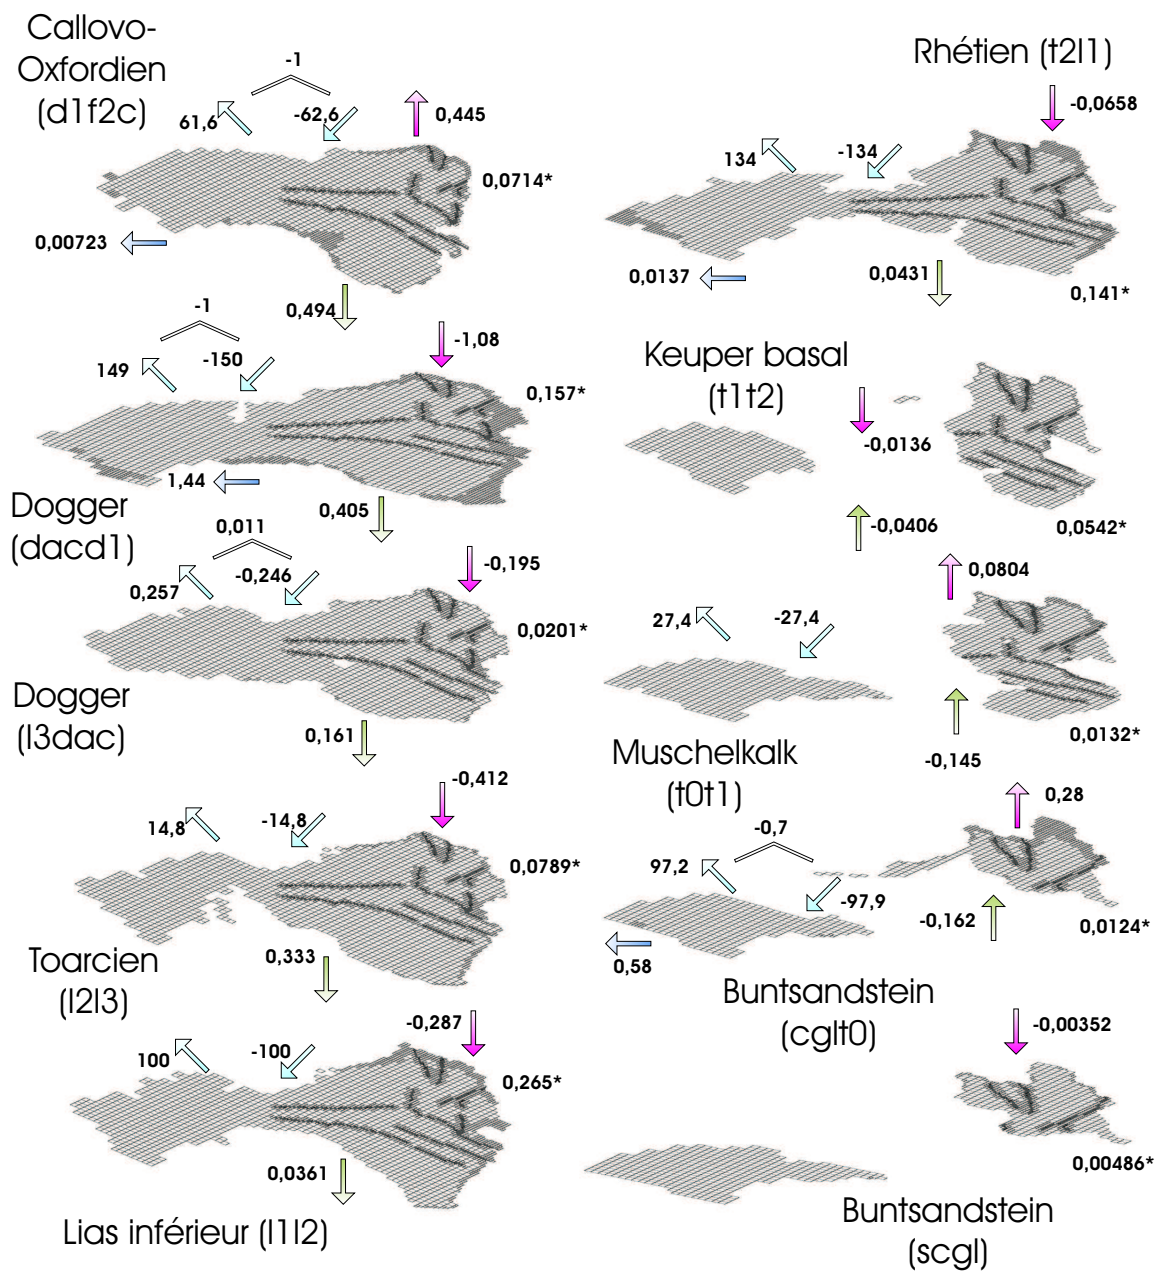 Callovo-
Oxfordien
(d1f2c)
-1
61,6
-62,6
0,445
0,0714*
0,00723
0,494
-1
149
-150
-1,08
0,157*
1,44
0,405
Dogger
(dacd1)
0,011
0,257
-0,246
-0,195
0,0201*
Dogger
(l3dac)
0,161
-0,412
14,8
-14,8
0,0789*
Toarcien
(l2l3)
0,333
-0,287
100
-100
0,265*
0,0361
Lias inférieur (l1l2)
Rhétien (t2l1)
-0,0658
134
-134
0,0137
0,0431
0,141*
Keuper basal
(t1t2)
-0,0136
0,0542*
-0,0406
0,0804
27,4
-27,4
0,0132*
Muschelkalk
(t0t1)
-0,145
0,28
-0,7
97,2
-97,9
-0,162
0,0124*
0,58
Buntsandstein
(cglt0)
-0,00352
0,00486*
Buntsandstein
(scgl)